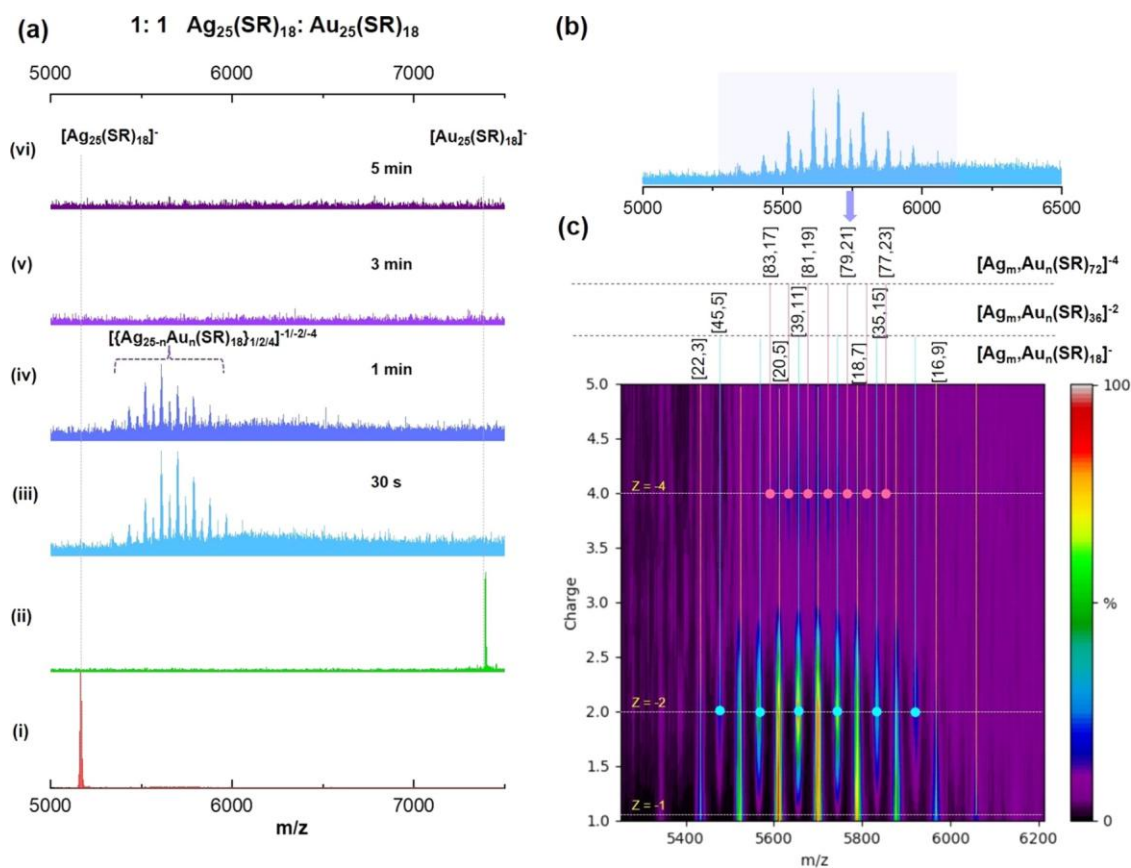 (a) 1: 1 Ag25(SR)18: Au25(SR)18
5000 6000 7000
[Ag25(SR)18]-
[Au25(SR)18]-
(vi)
5 min
(v)
3 min
[{Ag25-nAun(SR)18}1/2/4]-1/-2/-4
(iv)
1 min
(iii)
30 s
(ii)
(i)
5000 6000 7000
m/z
(b)
5000 5500 6000 6500
(c)
[83,17] [81,19] [79,21] [77,23]
[Agm,Aun(SR)72]-4
[45,5] [39,11] [35,15]
[Agm,Aun(SR)36]-2
[22,3] [20,5] [18,7] [16,9]
[Agm,Aun(SR)18]-
5.0
4.5
4.0
3.5
3.0
2.5
2.0
1.5
1.0
Charge
Z = -4
Z = -2
Z = -1
5400 5600 5800 6000 6200
m/z
100
%
0